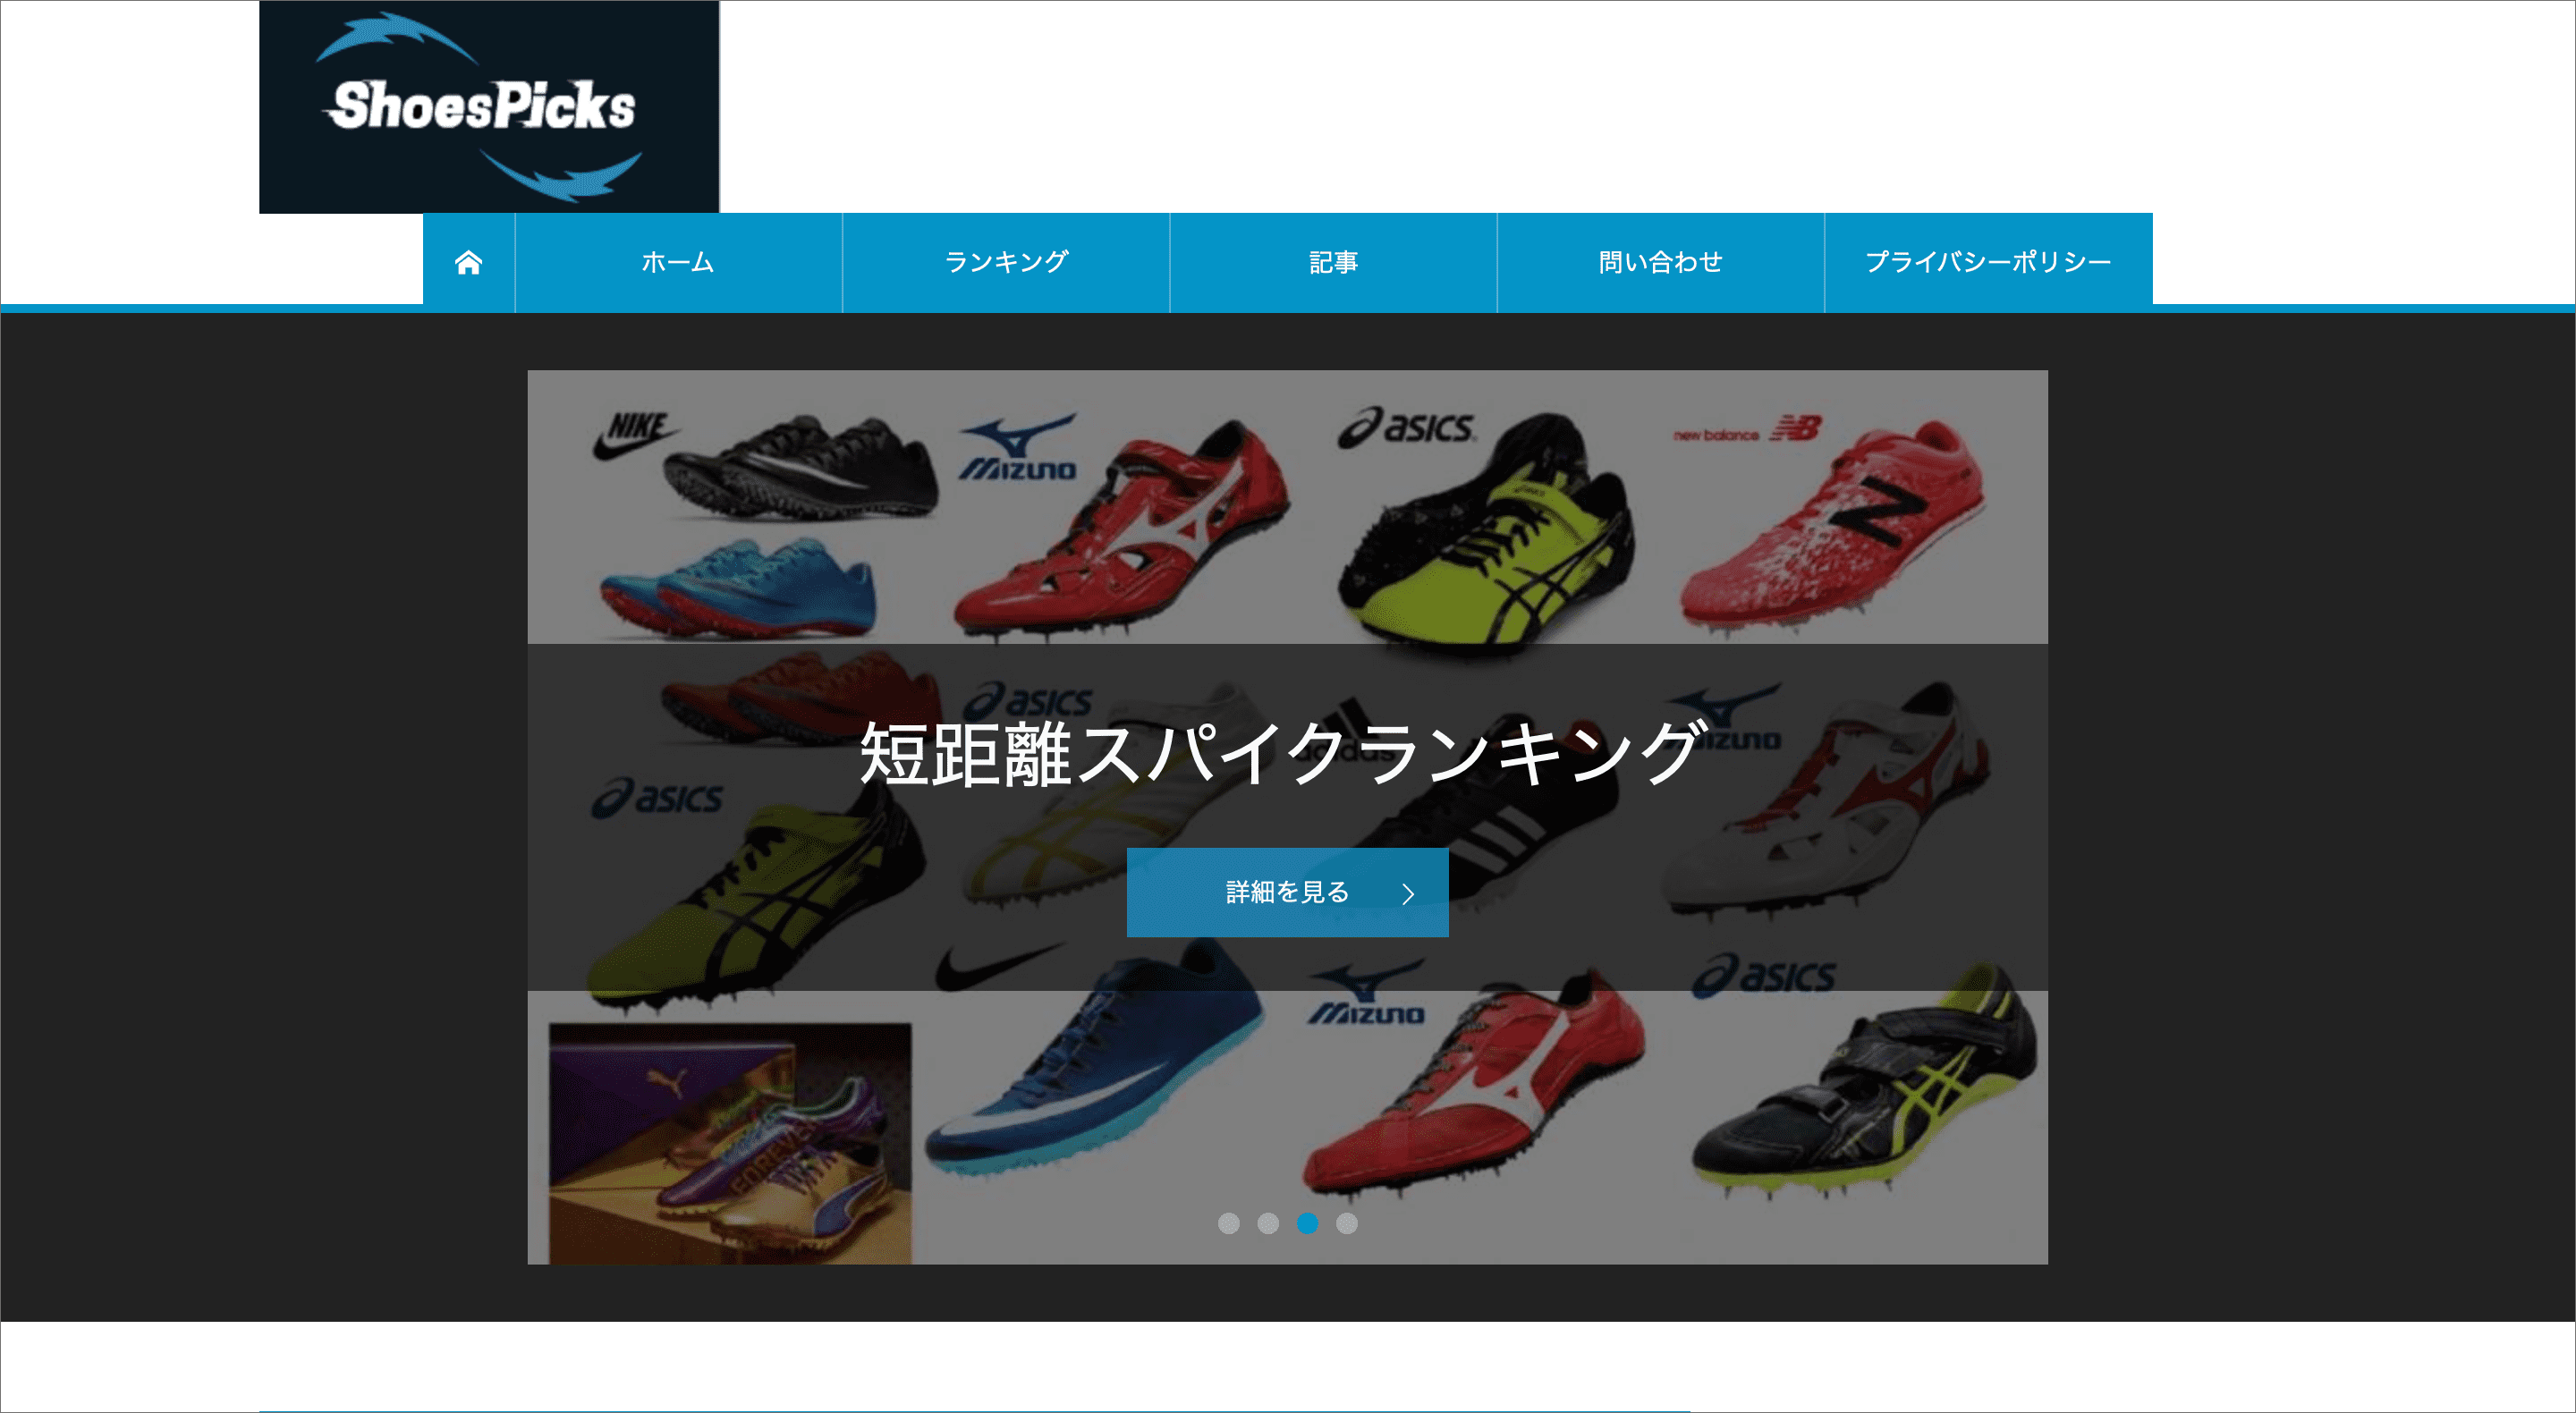 ShoesPicks
ホーム
ランキング
記事
問い合わせ
プライバシーポリシー
NIKE
MIZUNO
asics
new balance NB
N
asics
adidas
MIZUNO
短距離スパイクランキング
asics
詳細を見る
MIZUNO
asics
FOREVER